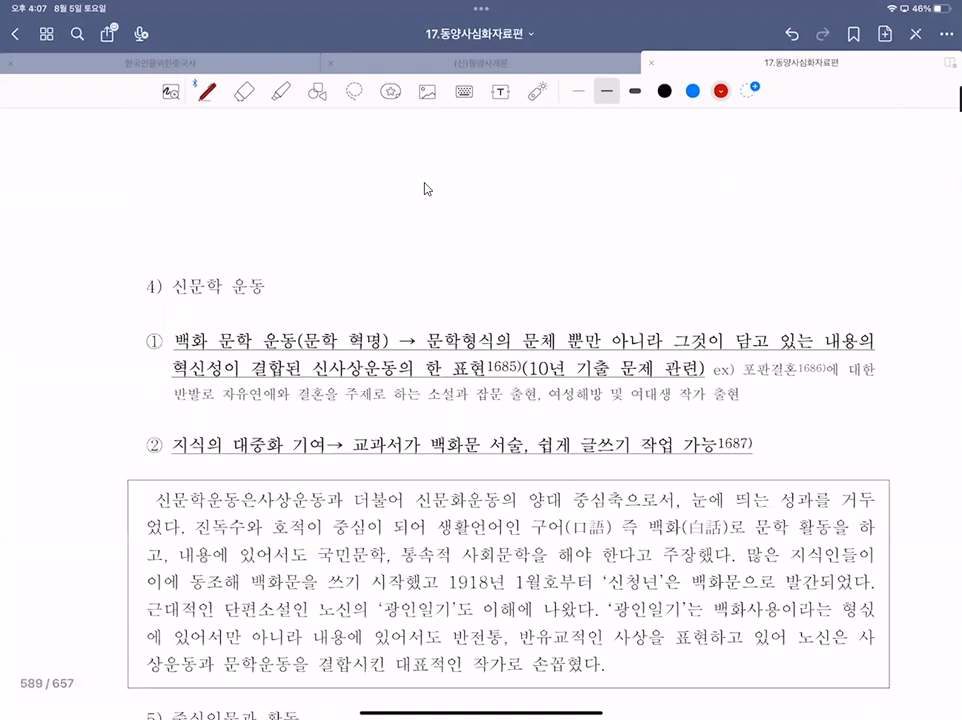 오후 4:07 8월 5일 토요일
46%
17.동양사심화자료편
한국인을위한중국사
(신)동양사개론
17.동양사심화자료편
4) 신문학 운동
① 백화 문학 운동(문학 혁명) → 문학형식의 문체 뿐만 아니라 그것이 담고 있는 내용의
혁신성이 결합된 신사상운동의 한 표현1685)(10년 기출 문제 관련) ex) 포판결혼1686)에 대한
반발로 자유연애와 결혼을 주제로 하는 소설과 잡문 출현, 여성해방 및 여대생 작가 출현
② 지식의 대중화 기여→ 교과서가 백화문 서술, 쉽게 글쓰기 작업 가능1687)
신문학운동은사상운동과 더불어 신문화운동의 양대 중심축으로서, 눈에 띄는 성과를 거두
었다. 진독수와 호적이 중심이 되어 생활언어인 구어(口語) 즉 백화(白話)로 문학 활동을 하
고, 내용에 있어서도 국민문학, 통속적 사회문학을 해야 한다고 주장했다. 많은 지식인들이
이에 동조해 백화문을 쓰기 시작했고 1918년 1월호부터 ‘신청년’은 백화문으로 발간되었다.
근대적인 단편소설인 노신의 ‘광인일기’도 이해에 나왔다. ‘광인일기’는 백화사용이라는 형식
에 있어서만 아니라 내용에 있어서도 반전통, 반유교적인 사상을 표현하고 있어 노신은 사
상운동과 문학운동을 결합시킨 대표적인 작가로 손꼽혔다.
589 / 657
5) 중심인물과 활동